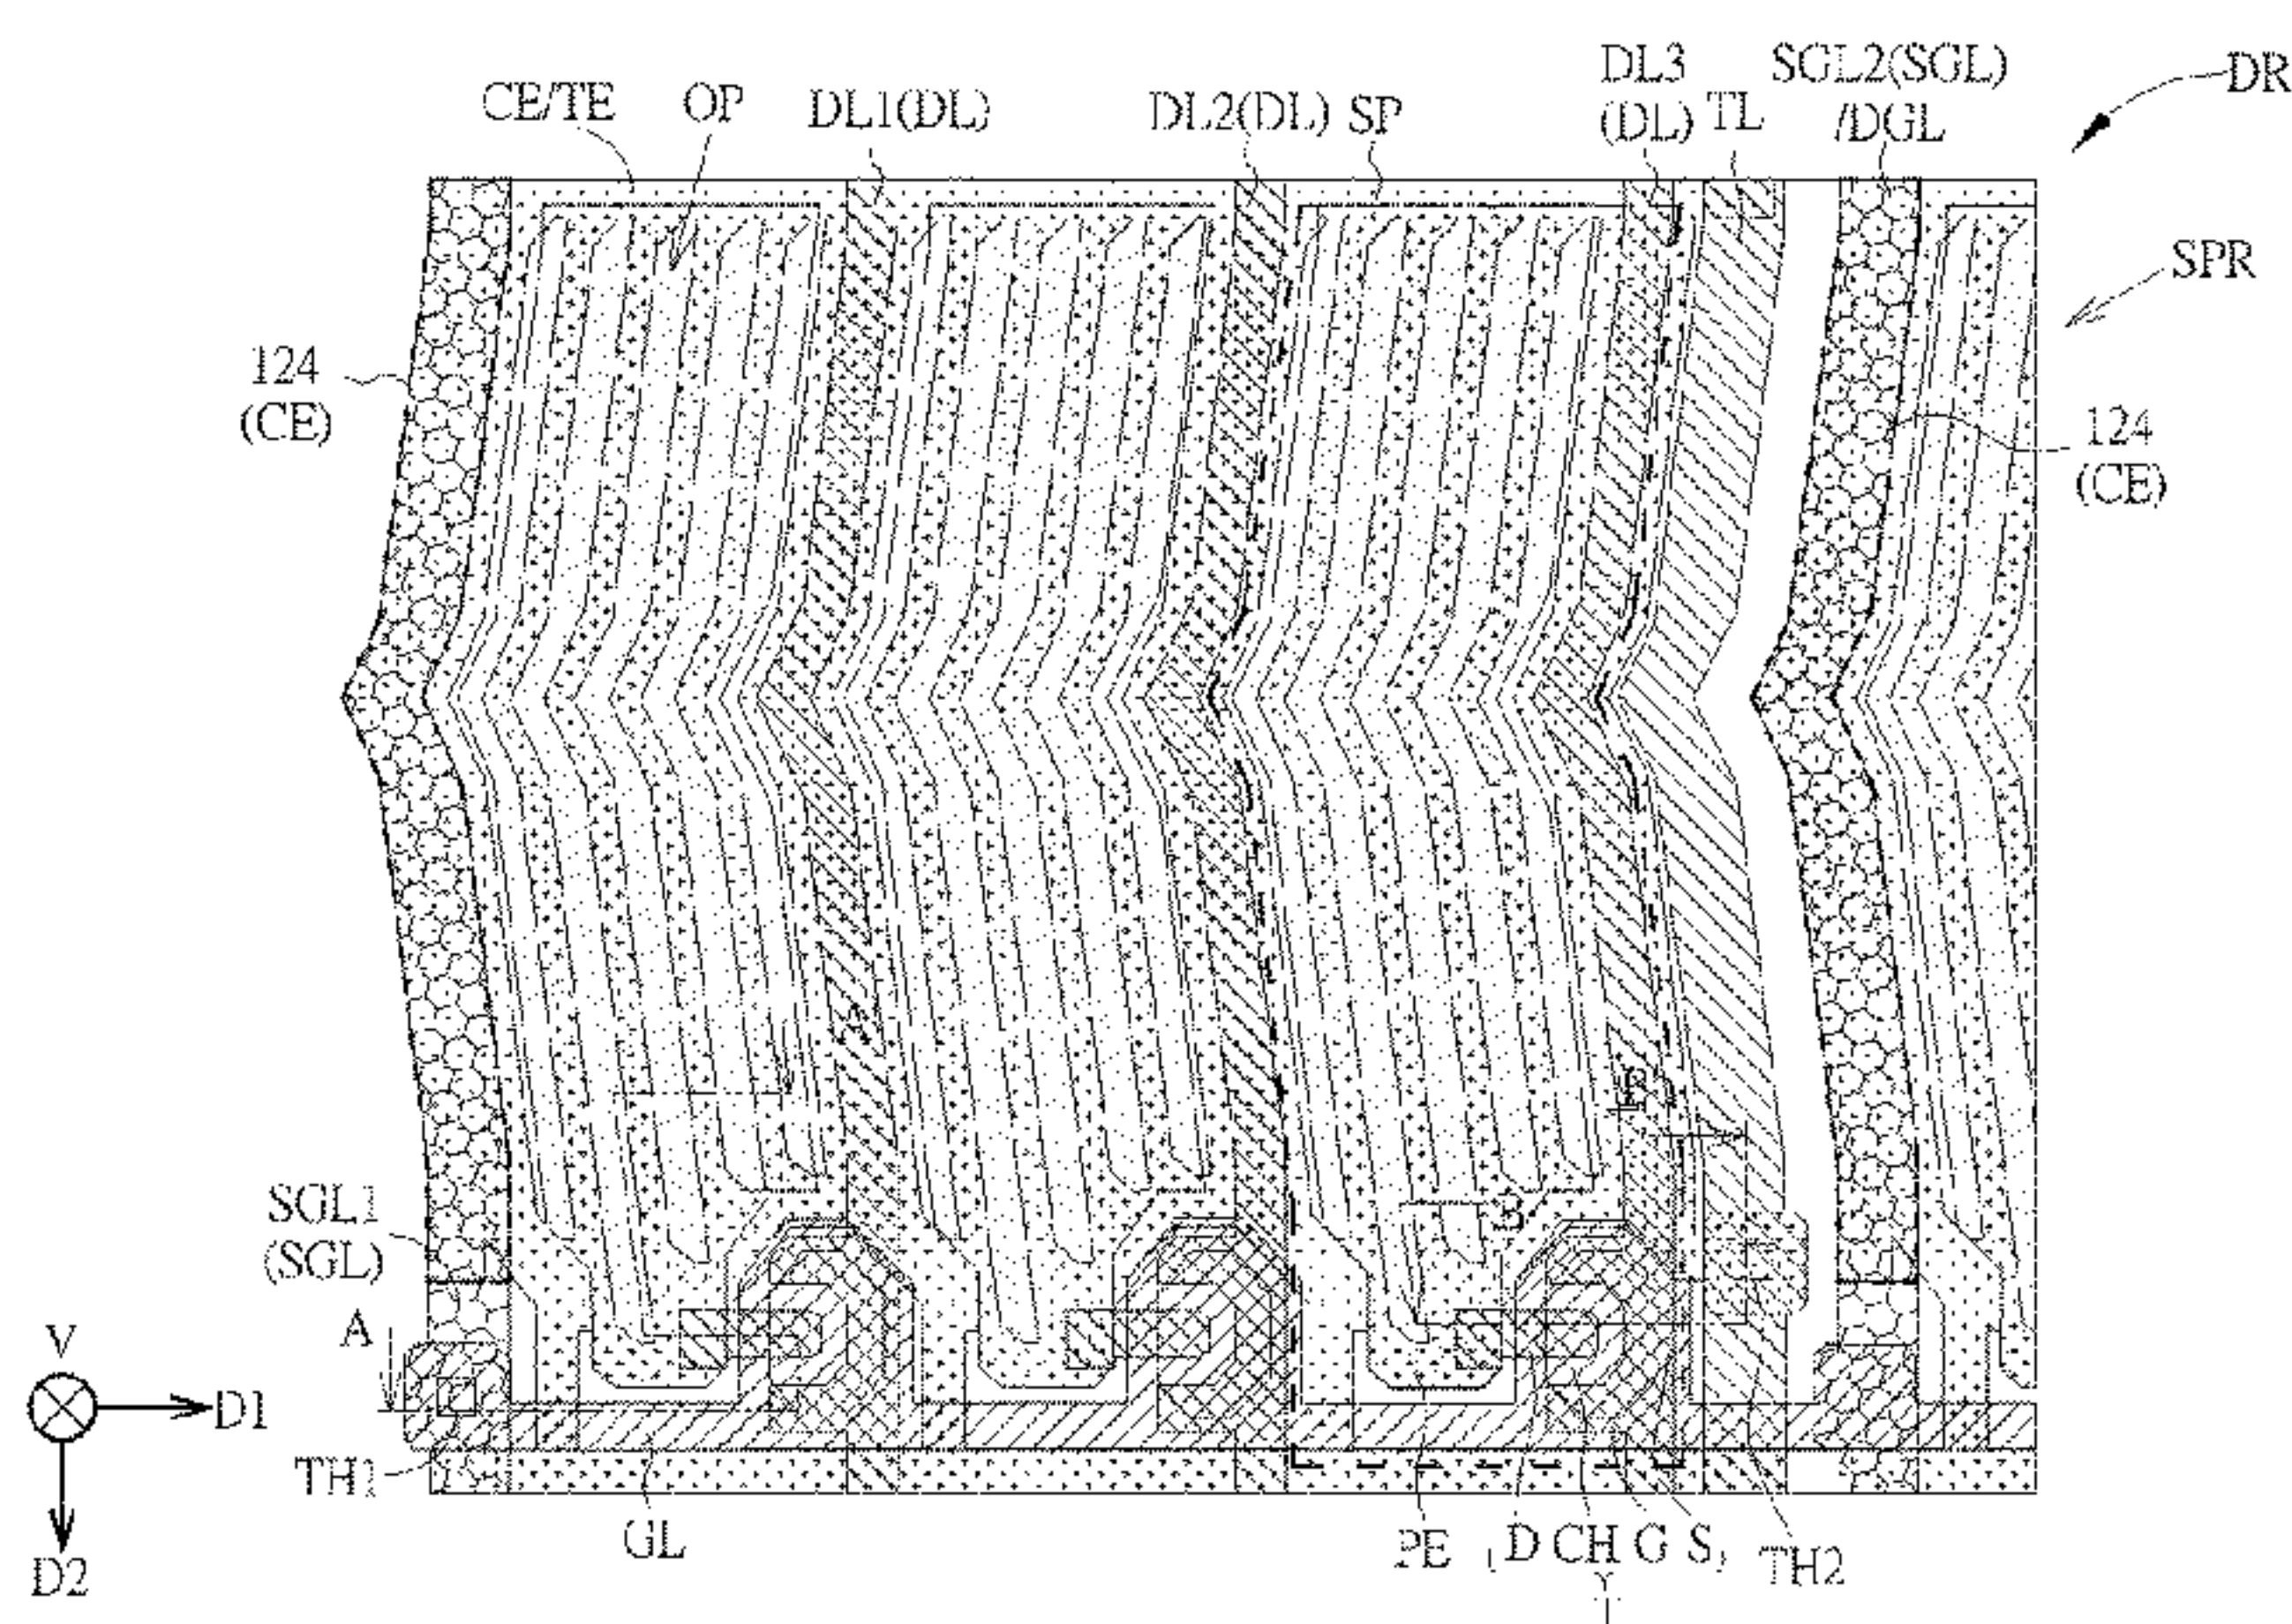 CE/TE OP DL1(DL) DL2(DL) SP DL3 (DL) TL SGL2(SGL) /DGL DR
SPR
124
(CE)
124
(CE)
SGL1
(SGL)
A
V
D1
D2
TH1
GL
PE
(D CH G S)
TH2